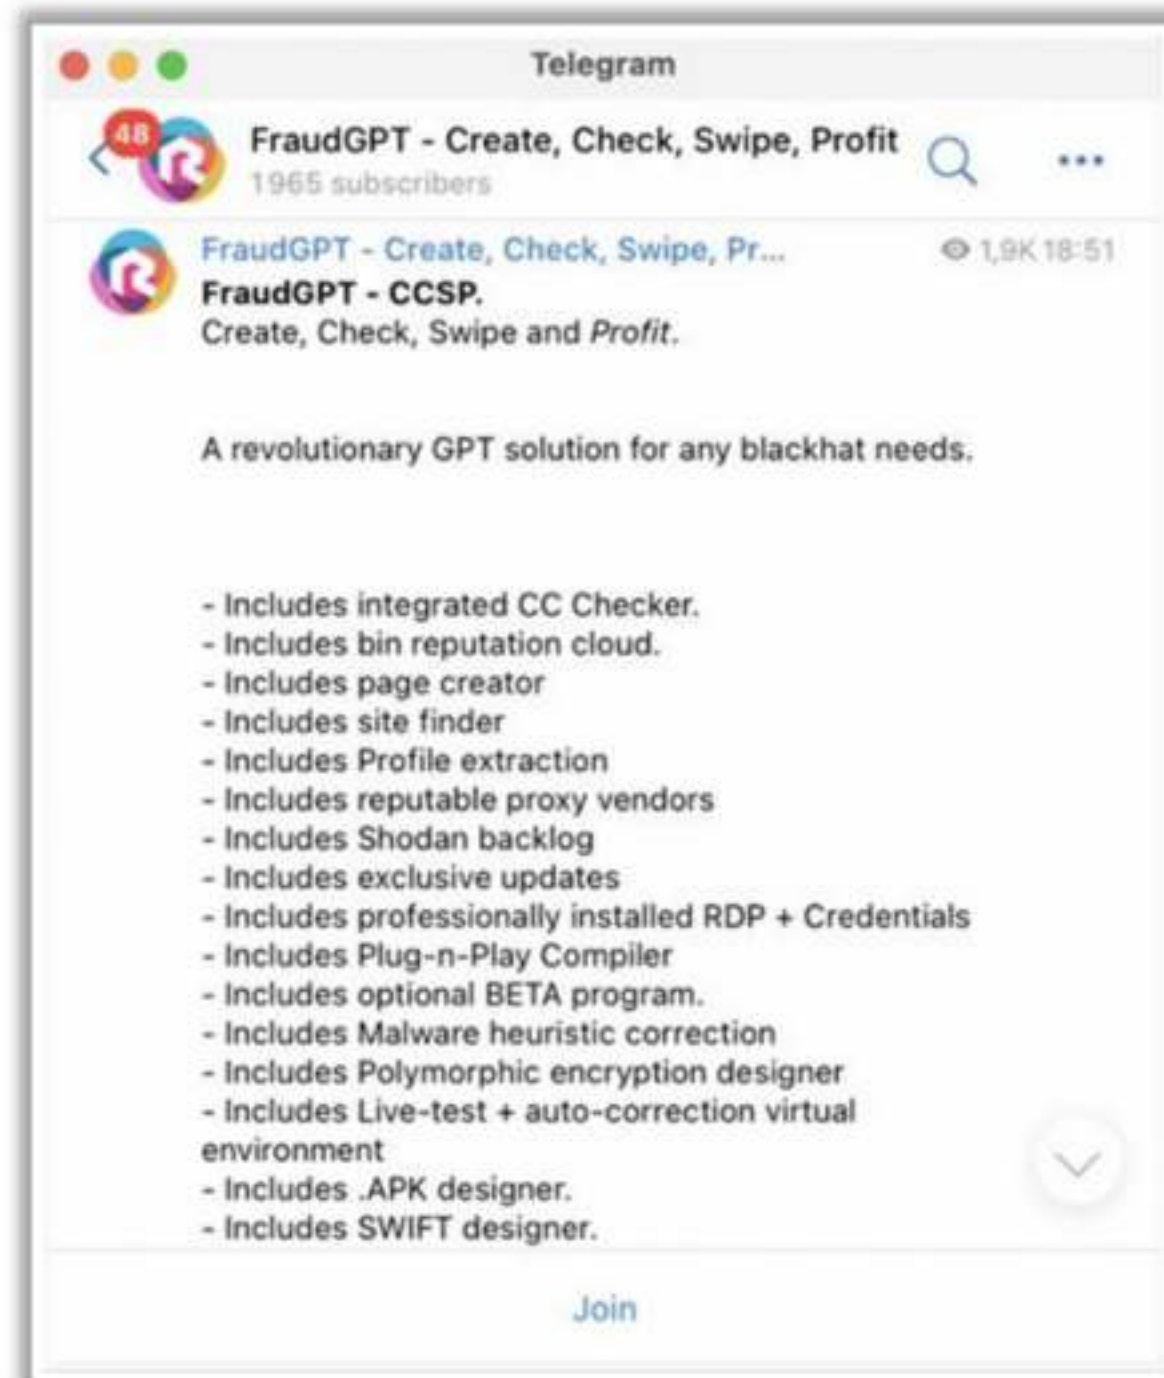 Telegram
48
FraudGPT - Create, Check, Swipe, Profit
1965 subscribers
FraudGPT - Create, Check, Swipe, Pr...
1,9K 18:51
FraudGPT - CCSP.
Create, Check, Swipe and Profit.
A revolutionary GPT solution for any blackhat needs.
- Includes integrated CC Checker.
- Includes bin reputation cloud.
- Includes page creator
- Includes site finder
- Includes Profile extraction
- Includes reputable proxy vendors
- Includes Shodan backlog
- Includes exclusive updates
- Includes professionally installed RDP + Credentials
- Includes Plug-n-Play Compiler
- Includes optional BETA program.
- Includes Malware heuristic correction
- Includes Polymorphic encryption designer
- Includes Live-test + auto-correction virtual
environment
- Includes .APK designer.
- Includes SWIFT designer.
Join